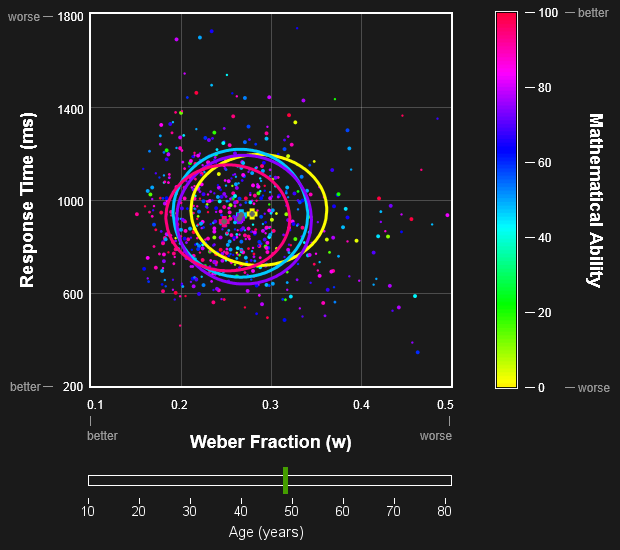 worse
1800
1400
1000
600
better
200
Response Time (ms)
0.1
0.2
0.3
0.4
0.5
better
worse
Weber Fraction (w)
100
better
80
60
40
20
0
worse
Mathematical Ability
10
20
30
40
50
60
70
80
Age (years)